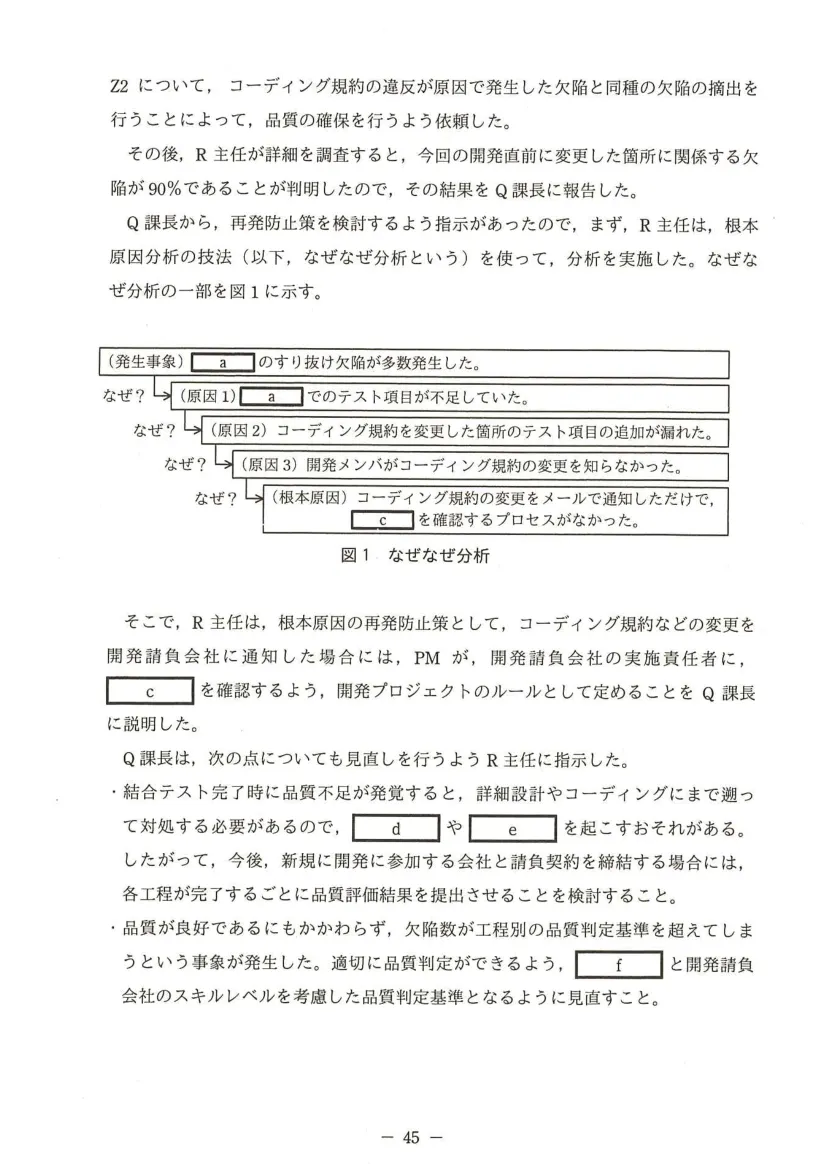 Z2 について， コーディング規約の違反が原因で発生した欠陥と同種の欠陥の摘出を
行うことによって，品質の確保を行うよう依頼した。
その後，R 主任が詳細を調査すると，今回の開発直前に変更した箇所に関係する欠
陥が 90％であることが判明したので，その結果を Q 課長に報告した。
Q 課長から，再発防止策を検討するよう指示があったので，まず，R 主任は，根本
原因分析の技法（以下，なぜなぜ分析という）を使って，分析を実施した。なぜな
ぜ分析の一部を図 1 に示す。
（発生事象） a のすり抜け欠陥が多数発生した。
なぜ？ （原因 1） a でのテスト項目が不足していた。
なぜ？ （原因 2）コーディング規約を変更した箇所のテスト項目の追加が漏れた。
なぜ？ （原因 3）開発メンバがコーディング規約の変更を知らなかった。
なぜ？ （根本原因）コーディング規約の変更をメールで通知しただけで，
c を確認するプロセスがなかった。
図 1 なぜなぜ分析
そこで，R 主任は，根本原因の再発防止策として，コーディング規約などの変更を
開発請負会社に通知した場合には，PM が，開発請負会社の実施責任者に，
c を確認するよう，開発プロジェクトのルールとして定めることを Q 課長
に説明した。
Q 課長は，次の点についても見直しを行うよう R 主任に指示した。
・結合テスト完了時に品質不足が発覚すると，詳細設計やコーディングにまで遡っ
て対処する必要があるので， d や e を起こすおそれがある。
したがって，今後，新規に開発に参加する会社と請負契約を締結する場合には，
各工程が完了するごとに品質評価結果を提出させることを検討すること。
・品質が良好であるにもかかわらず，欠陥数が工程別の品質判定基準を超えてしま
うという事象が発生した。適切に品質判定ができるよう， f と開発請負
会社のスキルレベルを考慮した品質判定基準となるように見直すこと。
－ 45 －